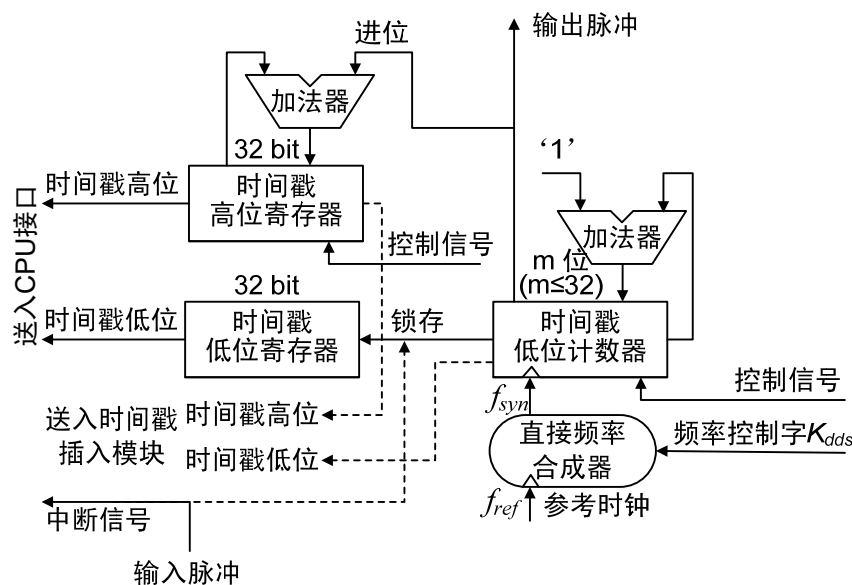 进位
输出脉冲
加法器
32 bit
时间戳
高位寄存器
时间戳高位
送入CPU接口
控制信号
‘1’
加法器
m 位
(m≤32)
32 bit
时间戳
低位寄存器
时间戳低位
锁存
时间戳
低位计数器
控制信号
fsyn
直接频率
合成器
频率控制字Kdds
fref
参考时钟
送入时间戳
插入模块
时间戳高位
时间戳低位
中断信号
输入脉冲